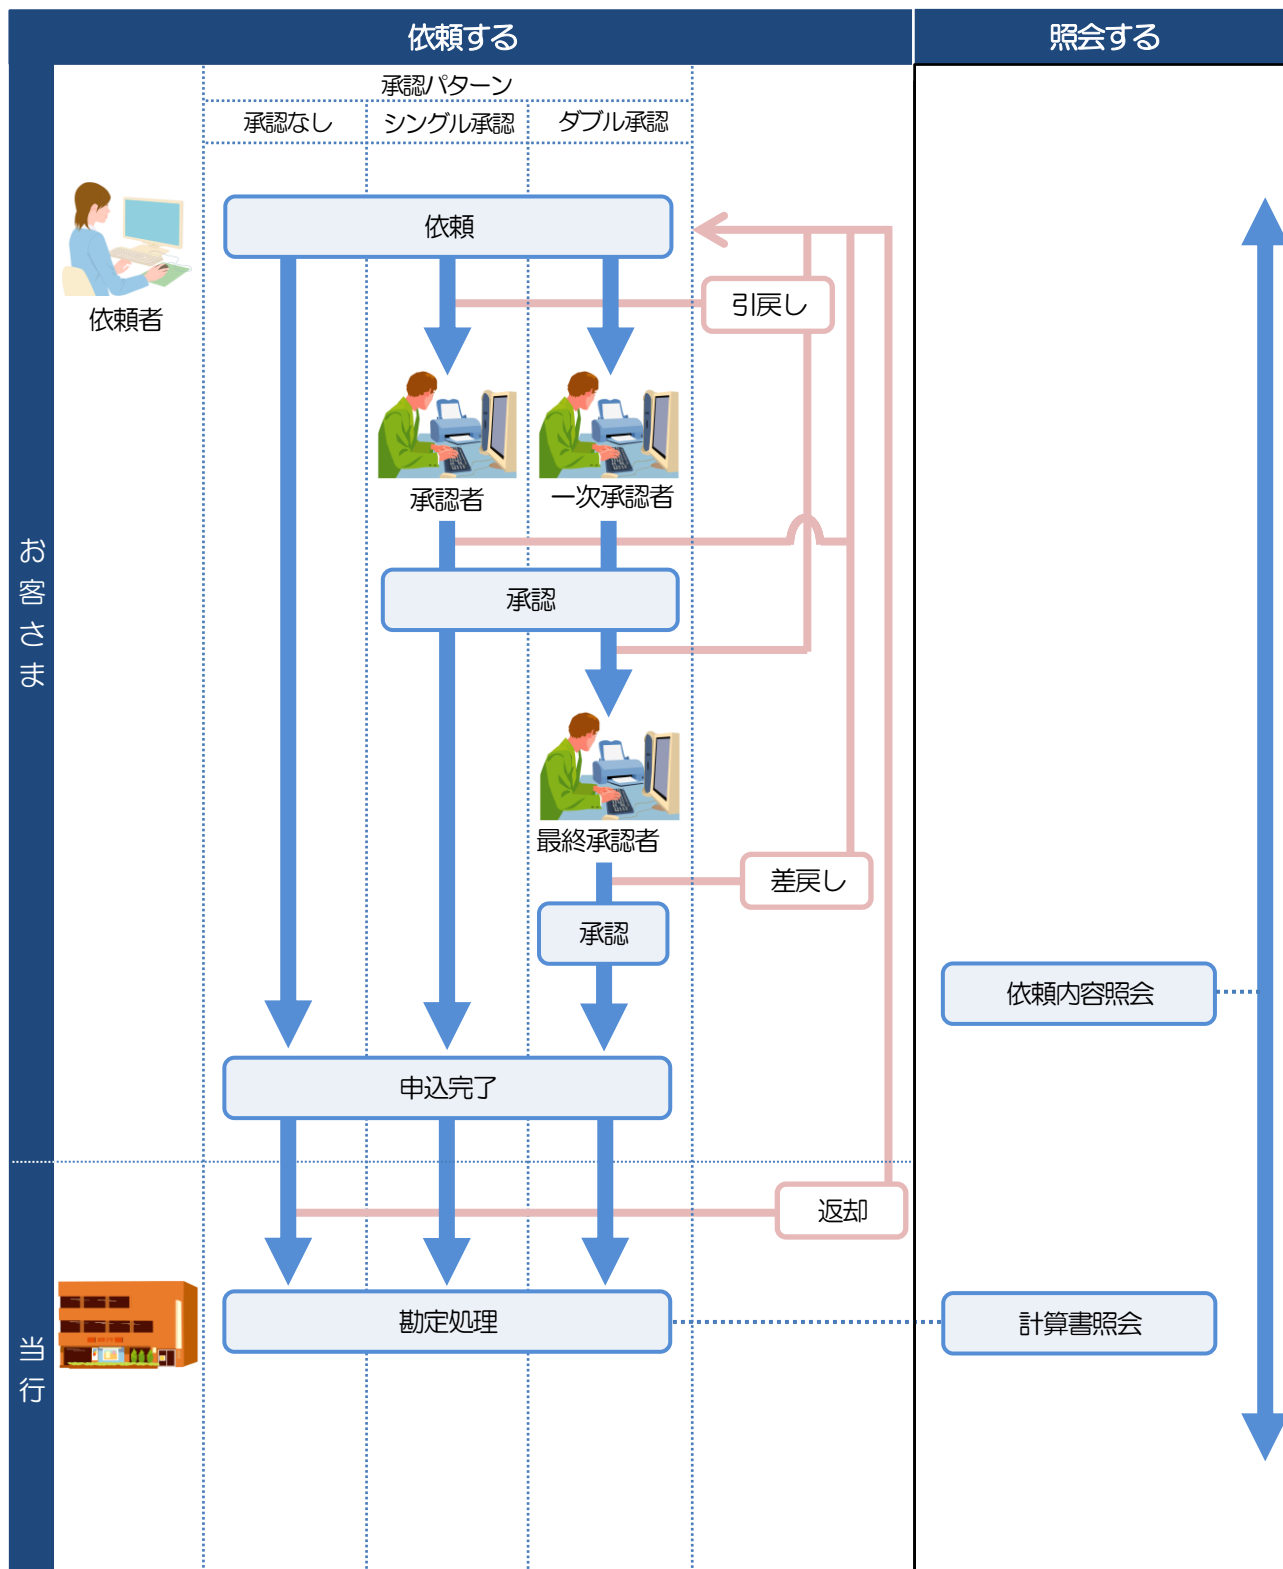 依頼する
照会する
承認パターン
承認なし
シングル承認
ダブル承認
依頼
依頼者
引戻し
承認者
一次承認者
お客さま
承認
最終承認者
差戻し
承認
依頼内容照会
申込完了
返却
勘定処理
計算書照会
当行